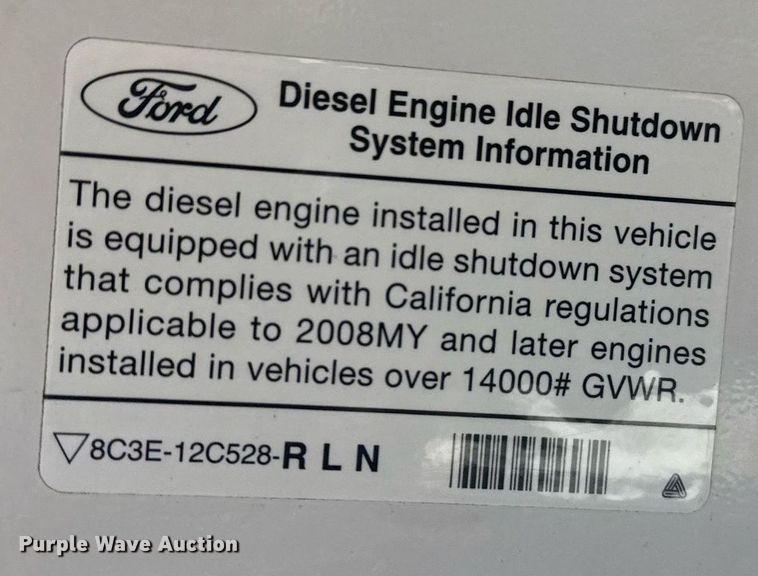 Ford
Diesel Engine Idle Shutdown
System Information
The diesel engine installed in this vehicle
is equipped with an idle shutdown system
that complies with California regulations
applicable to 2008MY and later engines
installed in vehicles over 14000# GVWR.
8C3E-12C528-R L N
Purple Wave Auction